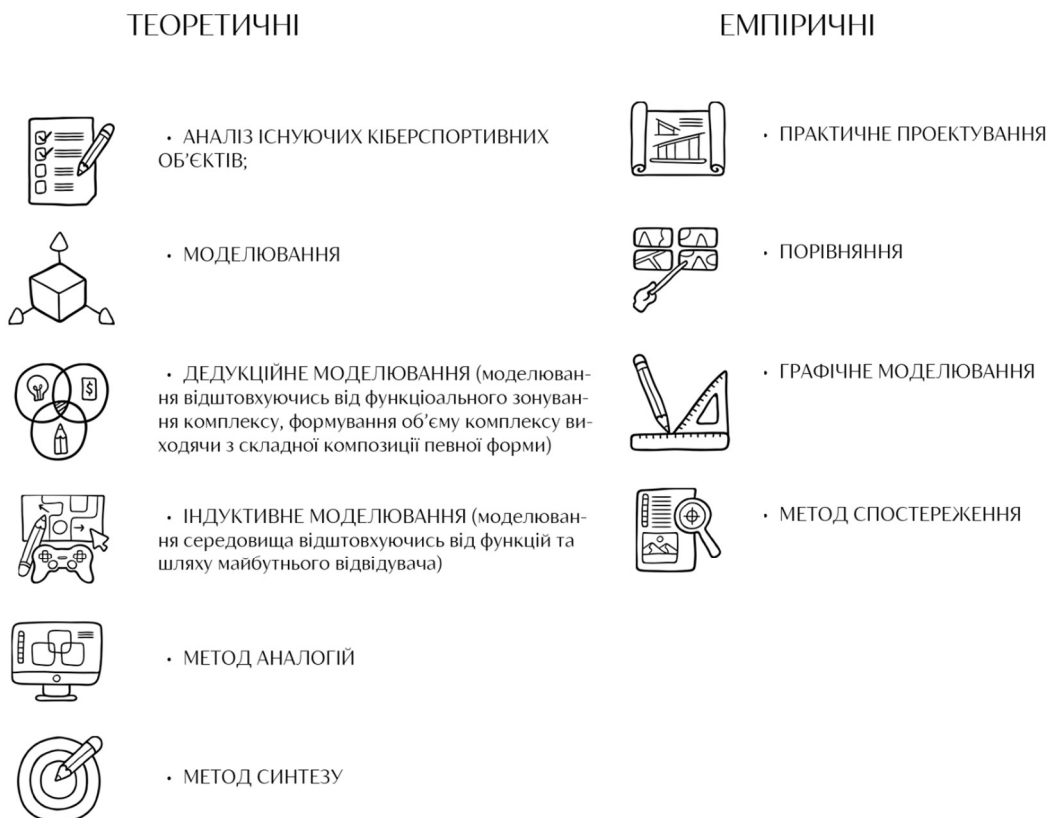 ТЕОРЕТИЧНІ
• АНАЛІЗ ІСНУЮЧИХ КІБЕРСПОРТИВНИХ
ОБ’ЄКТІВ;
• МОДЕЛЮВАННЯ
• ДЕДУКЦІЙНЕ МОДЕЛЮВАННЯ (моделюван-
ня відштовхуючись від функціоального зонуван-
ня комплексу, формування об’єму комплексу ви-
ходячи з складної композиції певної форми)
• ІНДУКТИВНЕ МОДЕЛЮВАННЯ (моделюван-
ня середовища відштовхуючись від функцій та
шляху майбутнього відвідувача)
• МЕТОД АНАЛОГІЙ
• МЕТОД СИНТЕЗУ
ЕМПІРИЧНІ
• ПРАКТИЧНЕ ПРОЕКТУВАННЯ
• ПОРІВНЯННЯ
• ГРАФІЧНЕ МОДЕЛЮВАННЯ
• МЕТОД СПОСТЕРЕЖЕННЯ